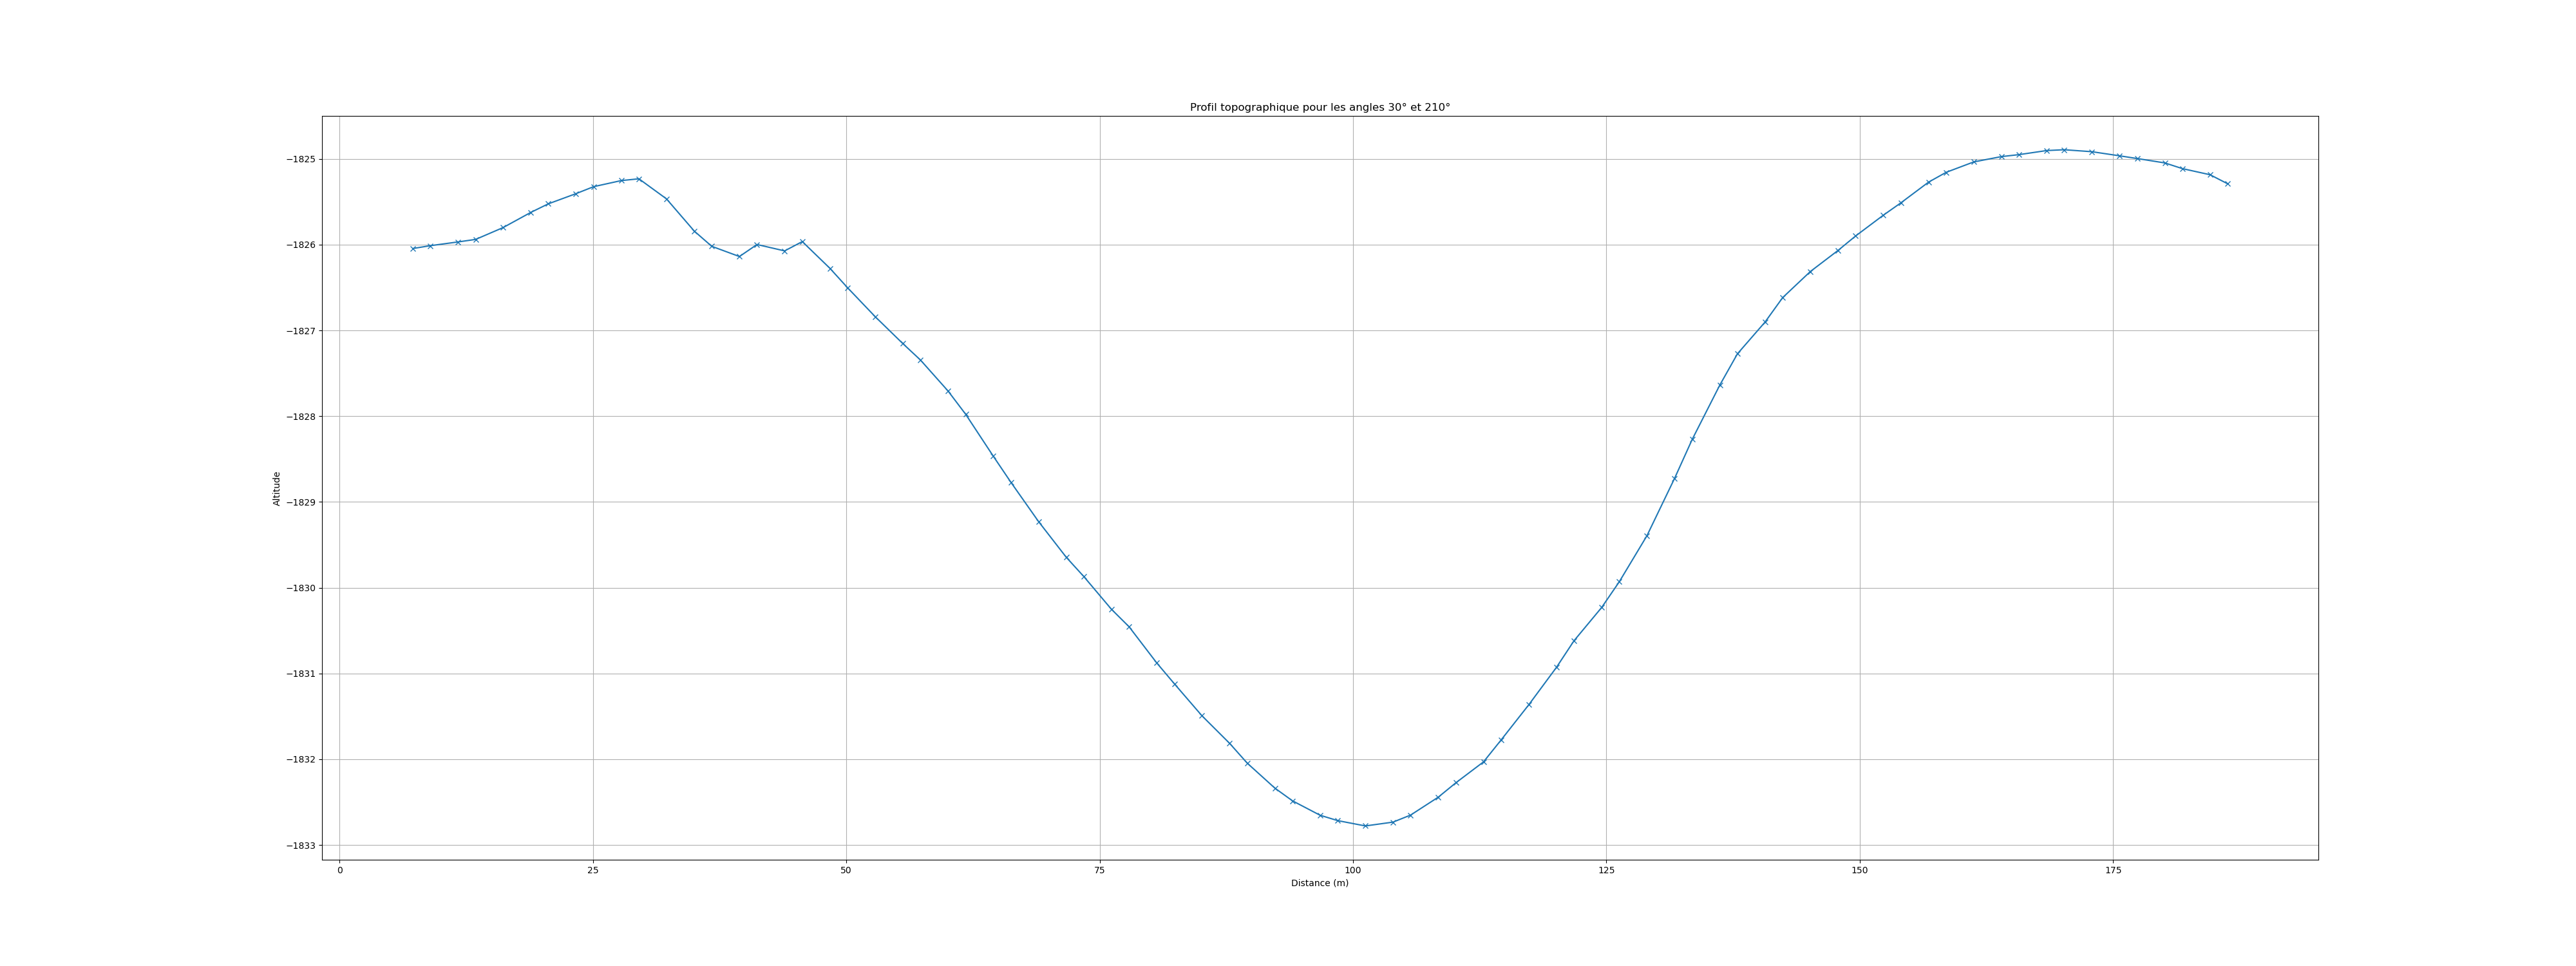 Profil topographique pour les angles 30° et 210°
−1825
−1826
−1827
−1828
−1829
−1830
−1831
−1832
−1833
Altitude
0 25 50 75 100 125 150 175
Distance (m)